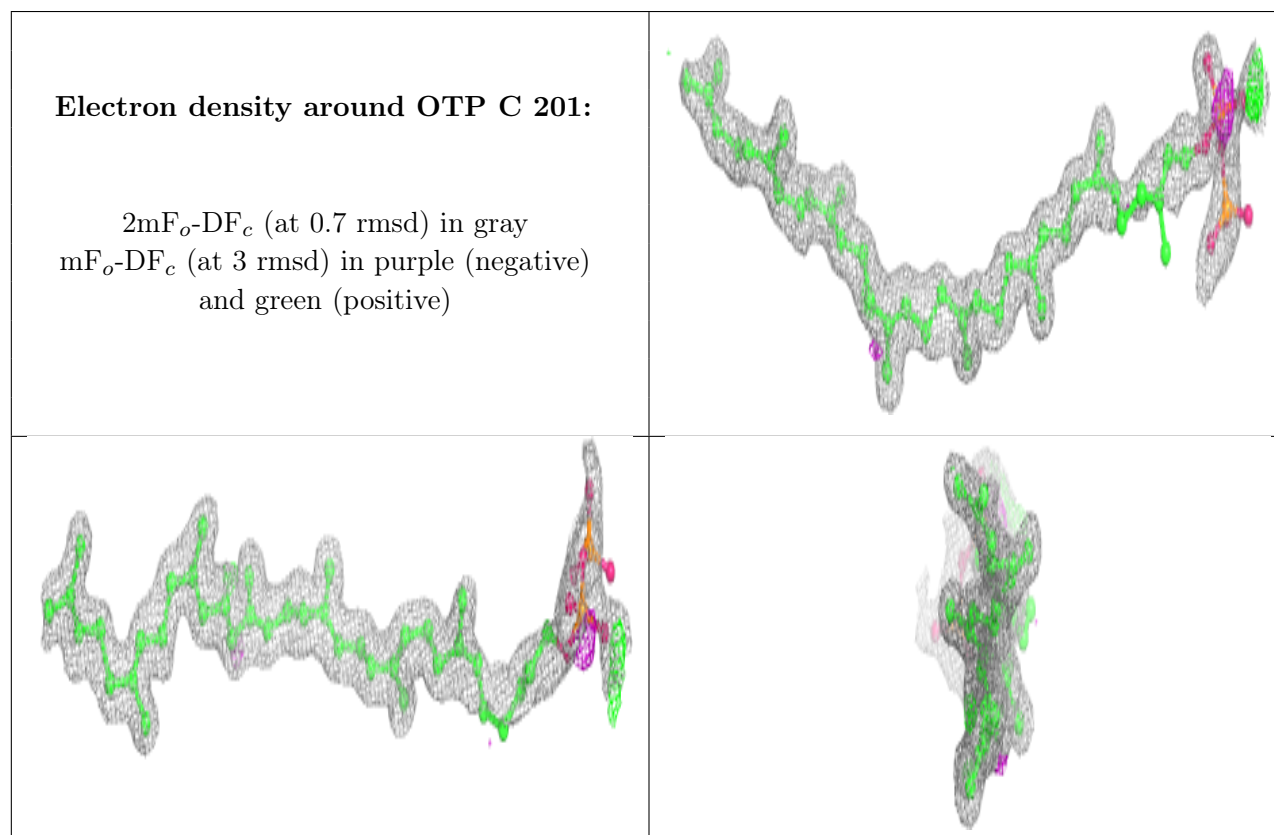 Electron density around OTP C 201:
2mFo-DFc (at 0.7 rmsd) in gray
mFo-DFc (at 3 rmsd) in purple (negative)
and green (positive)